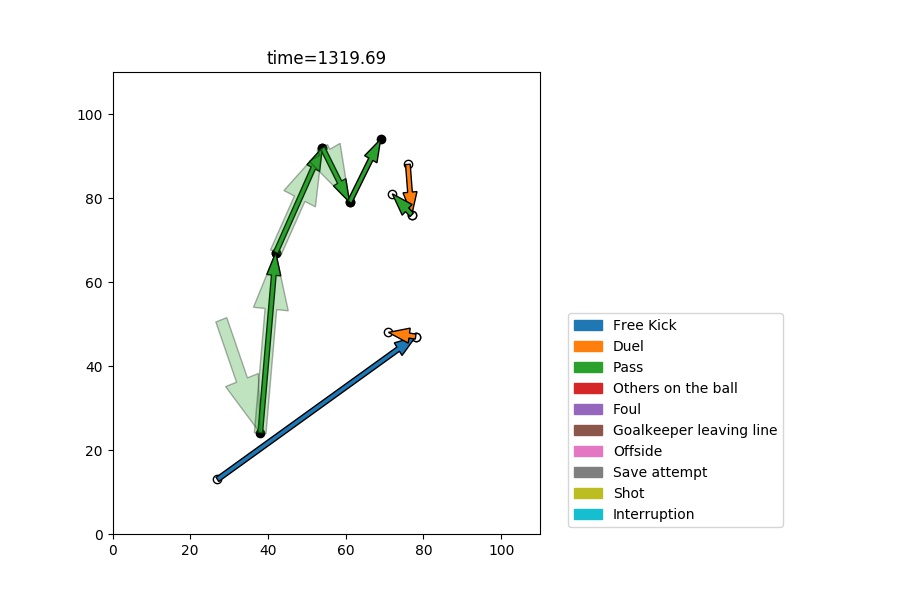 time=1319.69
100
80
60
40
20
0
0 20 40 60 80 100
Free Kick
Duel
Pass
Others on the ball
Foul
Goalkeeper leaving line
Offside
Save attempt
Shot
Interruption